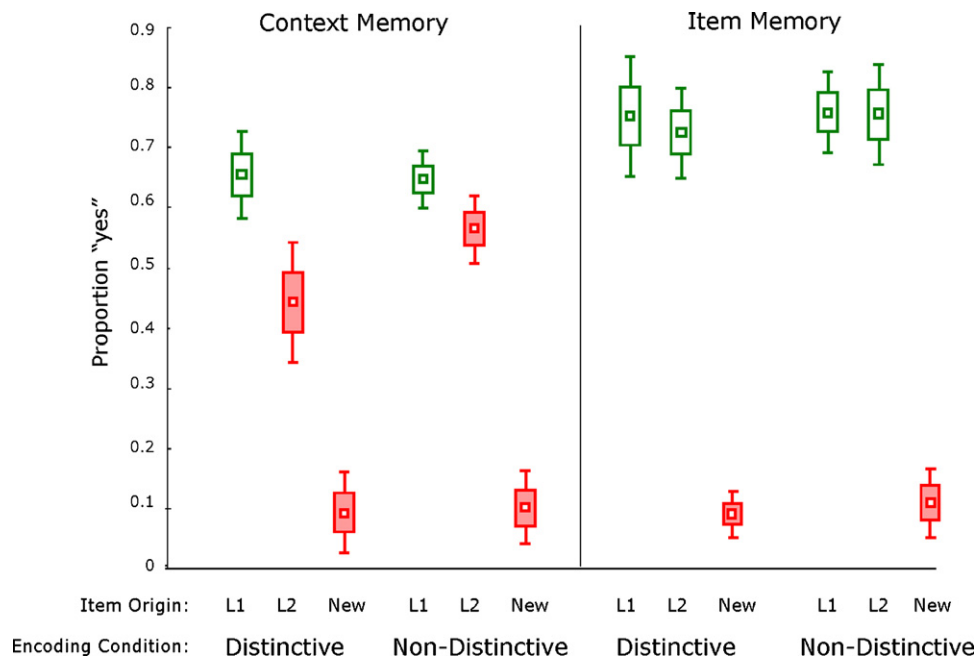 Context Memory Item Memory
Proportion “yes”
0.9
0.8
0.7
0.6
0.5
0.4
0.3
0.2
0.1
0
Item Origin: L1 L2 New L1 L2 New L1 L2 New L1 L2 New
Encoding Condition: Distinctive Non-Distinctive Distinctive Non-Distinctive